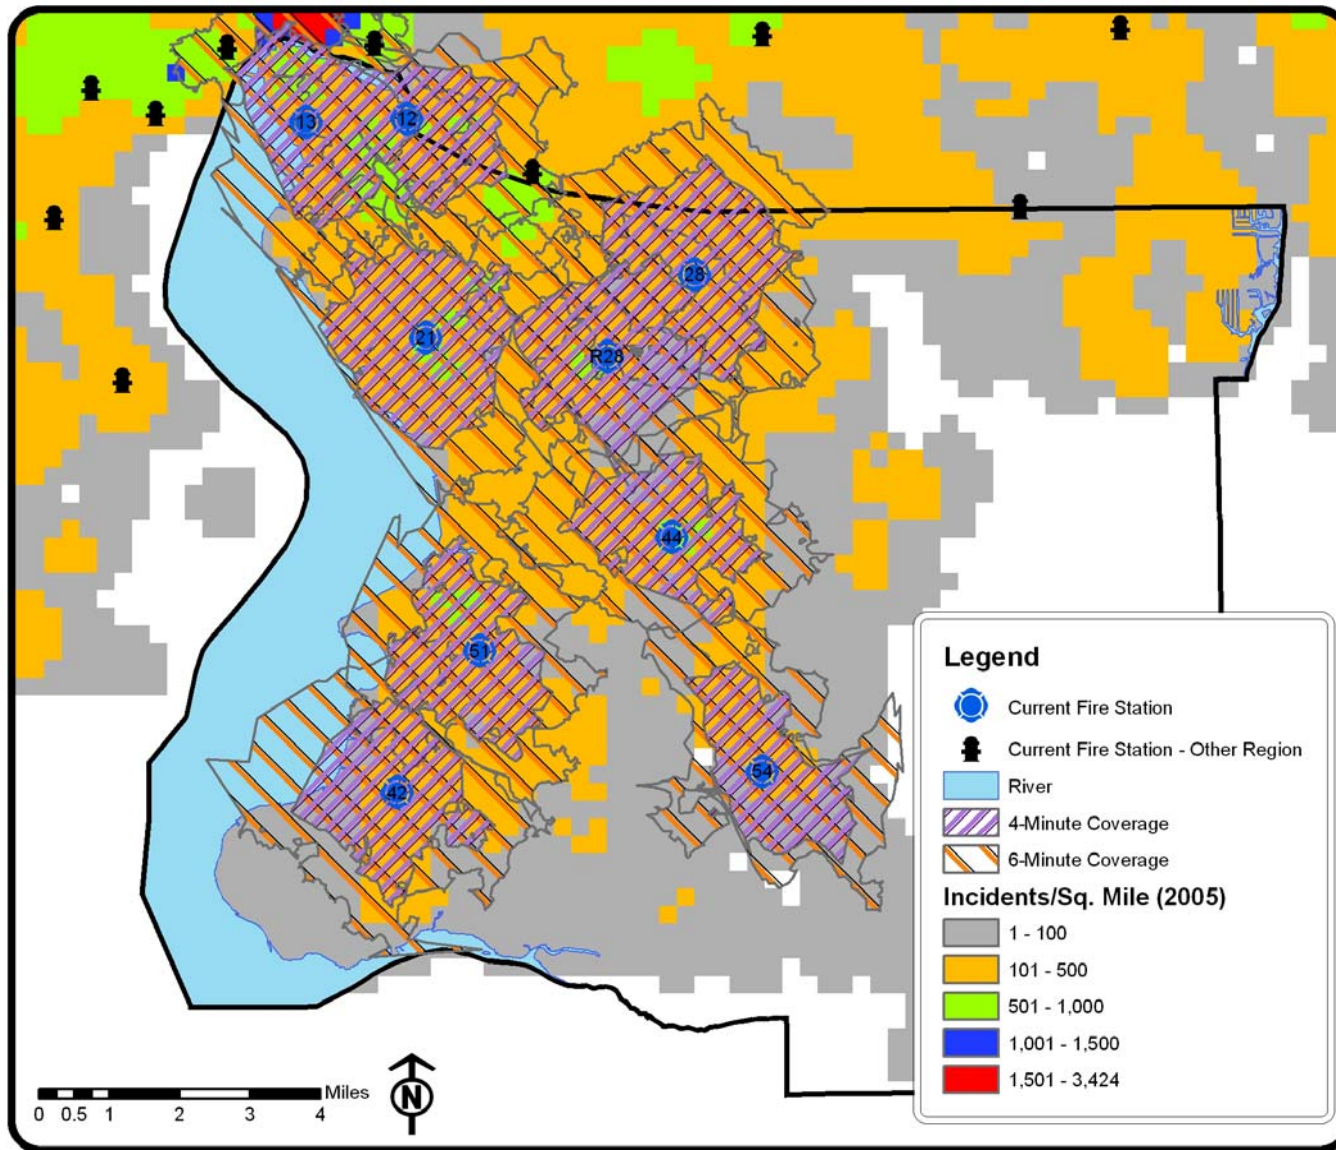 13
12
28
21
R28
44
51
54
42
Legend
Current Fire Station
Current Fire Station - Other Region
River
4-Minute Coverage
6-Minute Coverage
Incidents/Sq. Mile (2005)
1 - 100
101 - 500
501 - 1,000
1,001 - 1,500
1,501 - 3,424
Miles
0 0.5 1 2 3 4
N